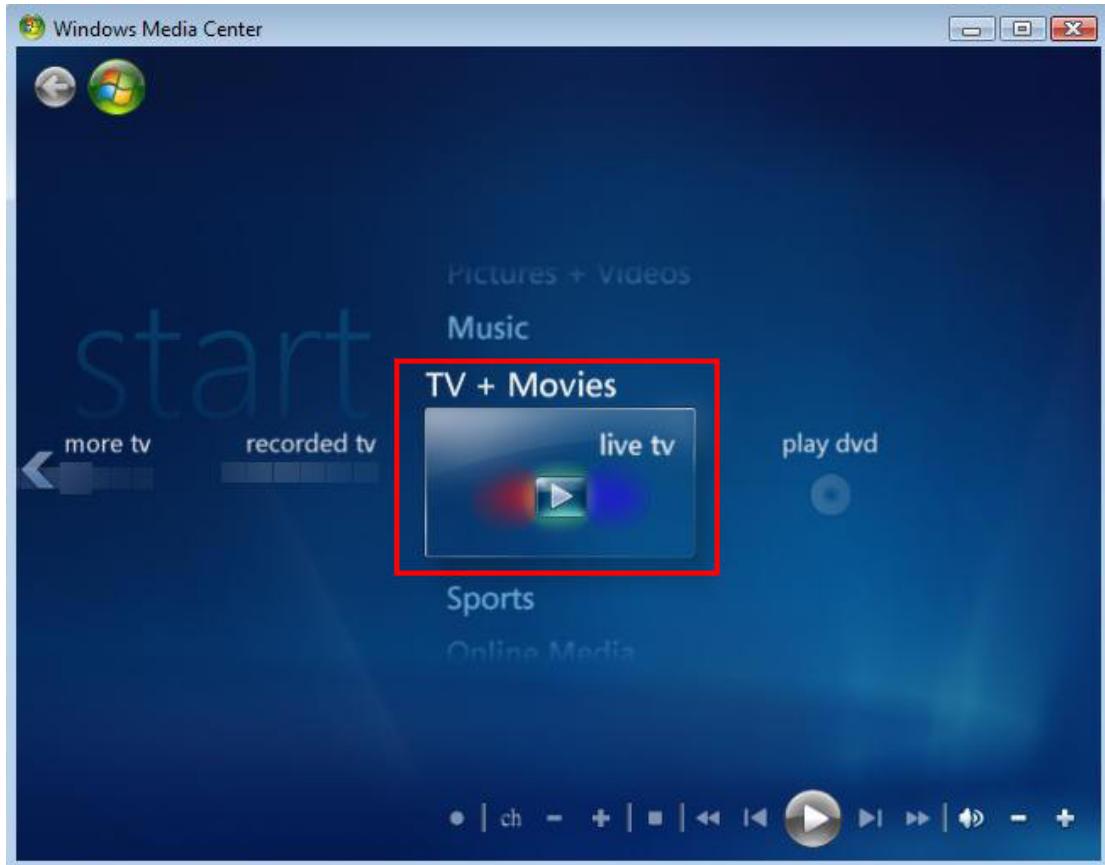 Windows Media Center
Pictures + Videos
start
Music
TV + Movies
more tv recorded tv live tv play dvd
Sports
Online Media
ch - +
- +